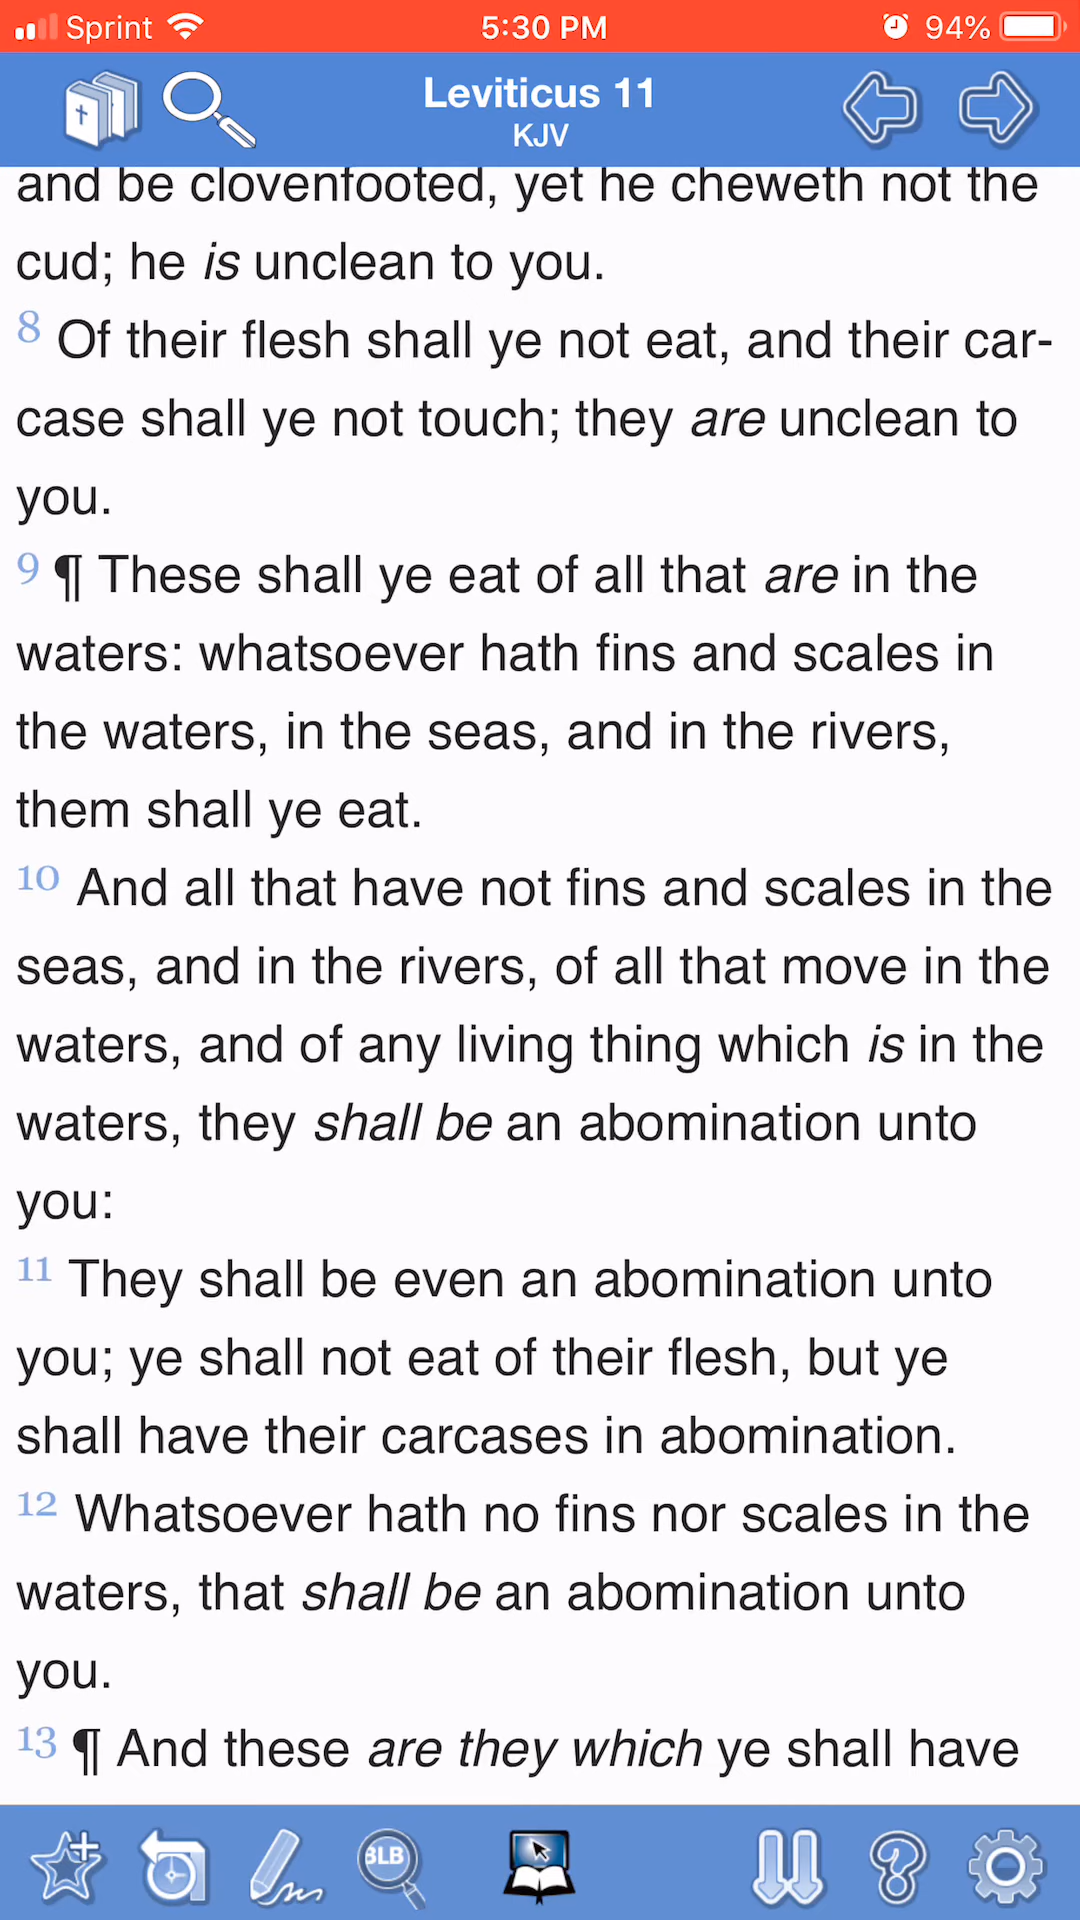 Sprint 5:30 PM 94%
Leviticus 11
KJV
and be clovenfooted, yet he cheweth not the
cud; he is unclean to you.
8 Of their flesh shall ye not eat, and their car-
case shall ye not touch; they are unclean to
you.
9 ¶ These shall ye eat of all that are in the
waters: whatsoever hath fins and scales in
the waters, in the seas, and in the rivers,
them shall ye eat.
10 And all that have not fins and scales in the
seas, and in the rivers, of all that move in the
waters, and of any living thing which is in the
waters, they shall be an abomination unto
you:
11 They shall be even an abomination unto
you; ye shall not eat of their flesh, but ye
shall have their carcases in abomination.
12 Whatsoever hath no fins nor scales in the
waters, that shall be an abomination unto
you.
13 ¶ And these are they which ye shall have
BLB